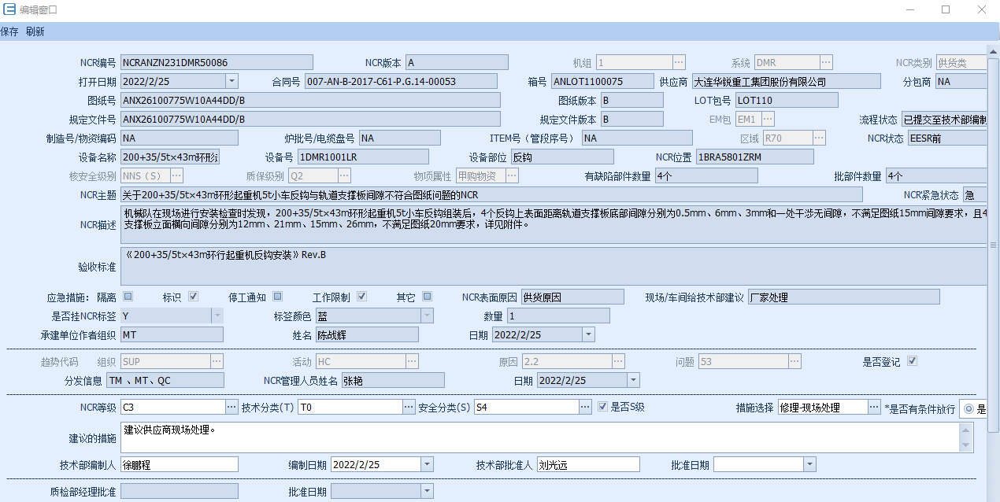 编辑窗口
保存 刷新
NCR编号 NCRANZN231DMR50086 NCR版本 A 机组 1 系统 DMR NCR类别 供货类
打开日期 2022/2/25 合同号 007-AN-B-2017-C61-P.G.14-00053 箱号 ANLOT1100075 供应商 大连华锐重工集团股份有限公司 分包商 NA
图纸号 ANX26100775W10A44DD/B 图纸版本 B LOT包号 LOT110
规定文件号 ANX26100775W10A44DD/B 规定文件版本 B EM包 EM1 流程状态 已提交至技术部编制
制造号/物资编码 NA 炉批号/电缆盘号 NA ITEM号（管段序号） NA 区域 R70 NCR状态 EESR前
设备名称 200+35/5t×43m环形 设备号 1DMR1001LR 设备部位 反钩 NCR位置 1BRA5801ZRM
核安全级别 NNS（S） 质保级别 Q2 物项属性 甲购物资 有缺陷部件数量 4个 批部件数量 4个
NCR主题 关于200+35/5t×43m环形起重机5t小车反钩与轨道支撑板间隙不符合图纸问题的NCR NCR紧急状态 急
NCR描述 机械队在现场进行安装检查时发现，200+35/5t×43m环形起重机5t小车反钩组装后，4个反钩上表面距离轨道支撑板底部间隙分别为0.5mm、6mm、3mm和一处干涉无间隙，不满足图纸15mm间隙要求，且4
支撑板立面横向间隙分别为12mm、21mm、15mm、26mm，不满足图纸20mm要求，详见附件。
验收标准 《200+35/5t×43m环行起重机反钩安装》Rev.B
应急措施： 隔离 标识 停工通知 工作限制 其它 NCR表面原因 供货原因 现场/车间给技术部建议 厂家处理
是否挂NCR标签 Y 标签颜色 蓝 数量 1
承建单位作者组织 MT 姓名 陈战辉 日期 2022/2/25
趋势代码 组织 SUP 活动 HC 原因 2.2 问题 53 是否登记
分发信息 TM 、MT、QC NCR管理人员姓名 张艳 日期 2022/2/25
NCR等级 C3 技术分类(T) T0 安全分类(S) S4 是否S级 措施选择 修理-现场处理 *是否有条件放行 是
建议的措施 建议供应商现场处理。
技术部编制人 徐鹏程 编制日期 2022/2/25 技术部批准人 刘光远 批准日期
质检部经理批准 批准日期